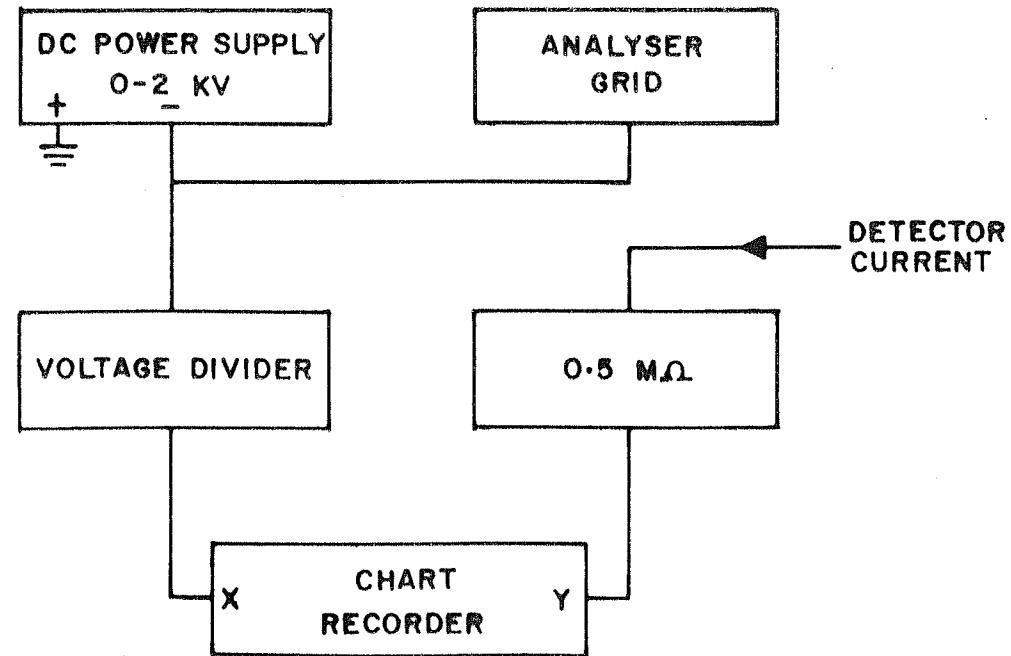 DC POWER SUPPLY
0-2 KV
+
−
ANALYSER
GRID
DETECTOR
CURRENT
VOLTAGE DIVIDER
0·5 MΩ
X
CHART
RECORDER
Y